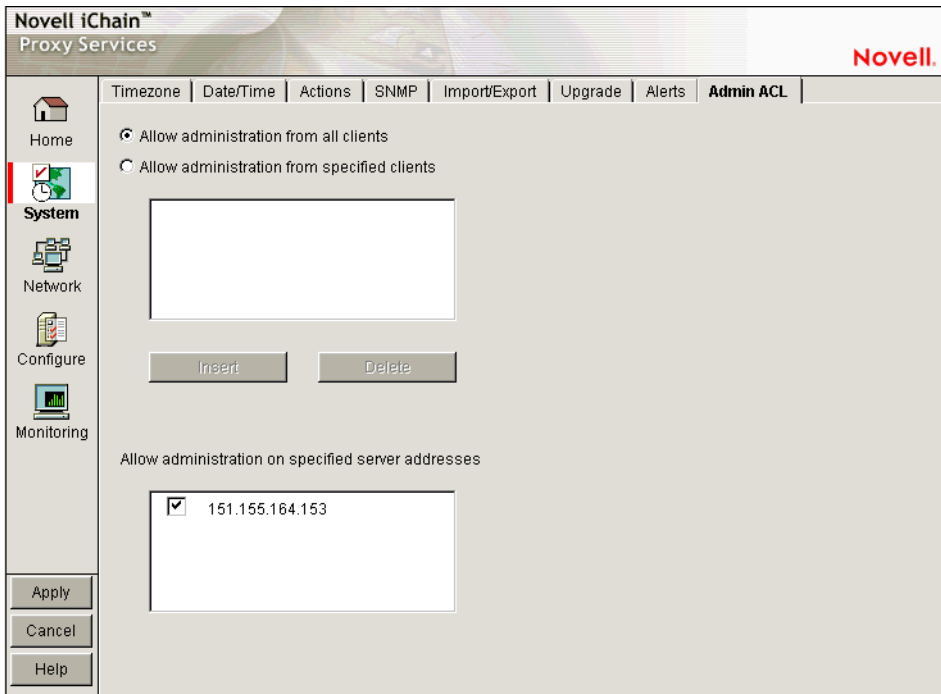 Novell iChain™
Proxy Services
Novell.
Timezone
Date/Time
Actions
SNMP
Import/Export
Upgrade
Alerts
Admin ACL
Home
System
Network
Configure
Monitoring
Allow administration from all clients
Allow administration from specified clients
Insert
Delete
Allow administration on specified server addresses
151.155.164.153
Apply
Cancel
Help